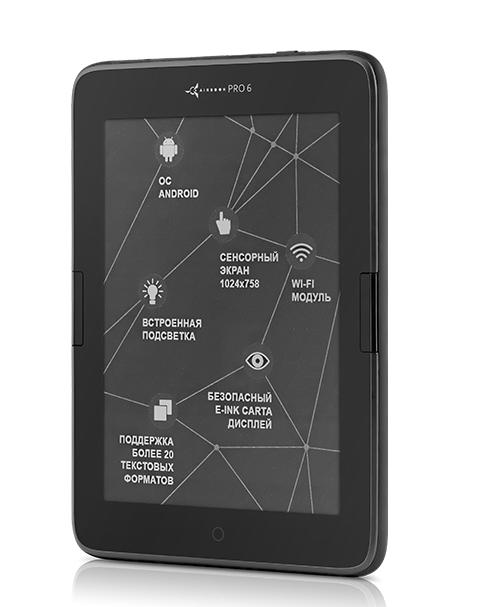 AIRBOOK PRO 6
ОС
ANDROID
СЕНСОРНЫЙ
ЭКРАН
1024x758
WI-FI
МОДУЛЬ
ВСТРОЕННАЯ
ПОДСВЕТКА
БЕЗОПАСНЫЙ
E-INK CARTA
ДИСПЛЕЙ
ПОДДЕРЖКА
БОЛЕЕ 20
ТЕКСТОВЫХ
ФОРМАТОВ